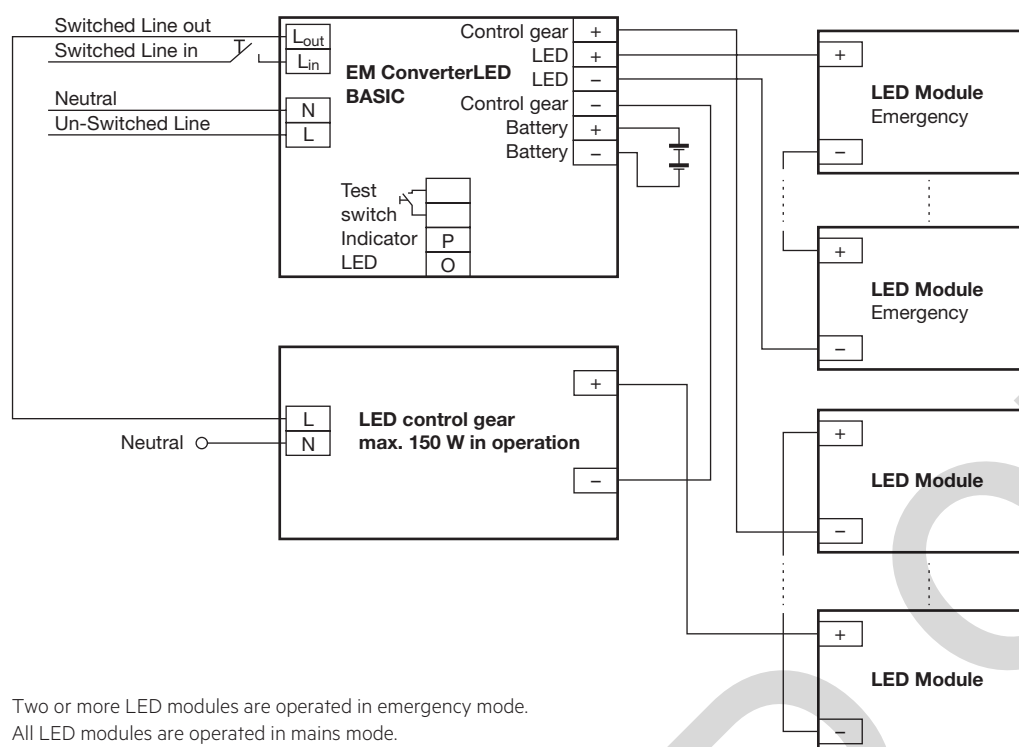 Switched Line out
Switched Line in
Neutral
Un-Switched Line
Lout
Lin
N
L
EM ConverterLED
BASIC
Control gear +
LED +
LED –
Control gear –
Battery +
Battery –
Test
switch
Indicator P
LED O
+
LED Module
Emergency
–
+
LED Module
Emergency
–
L
N
Neutral
LED control gear
max. 150 W in operation
+
–
+
LED Module
–
+
LED Module
–
Two or more LED modules are operated in emergency mode.
All LED modules are operated in mains mode.